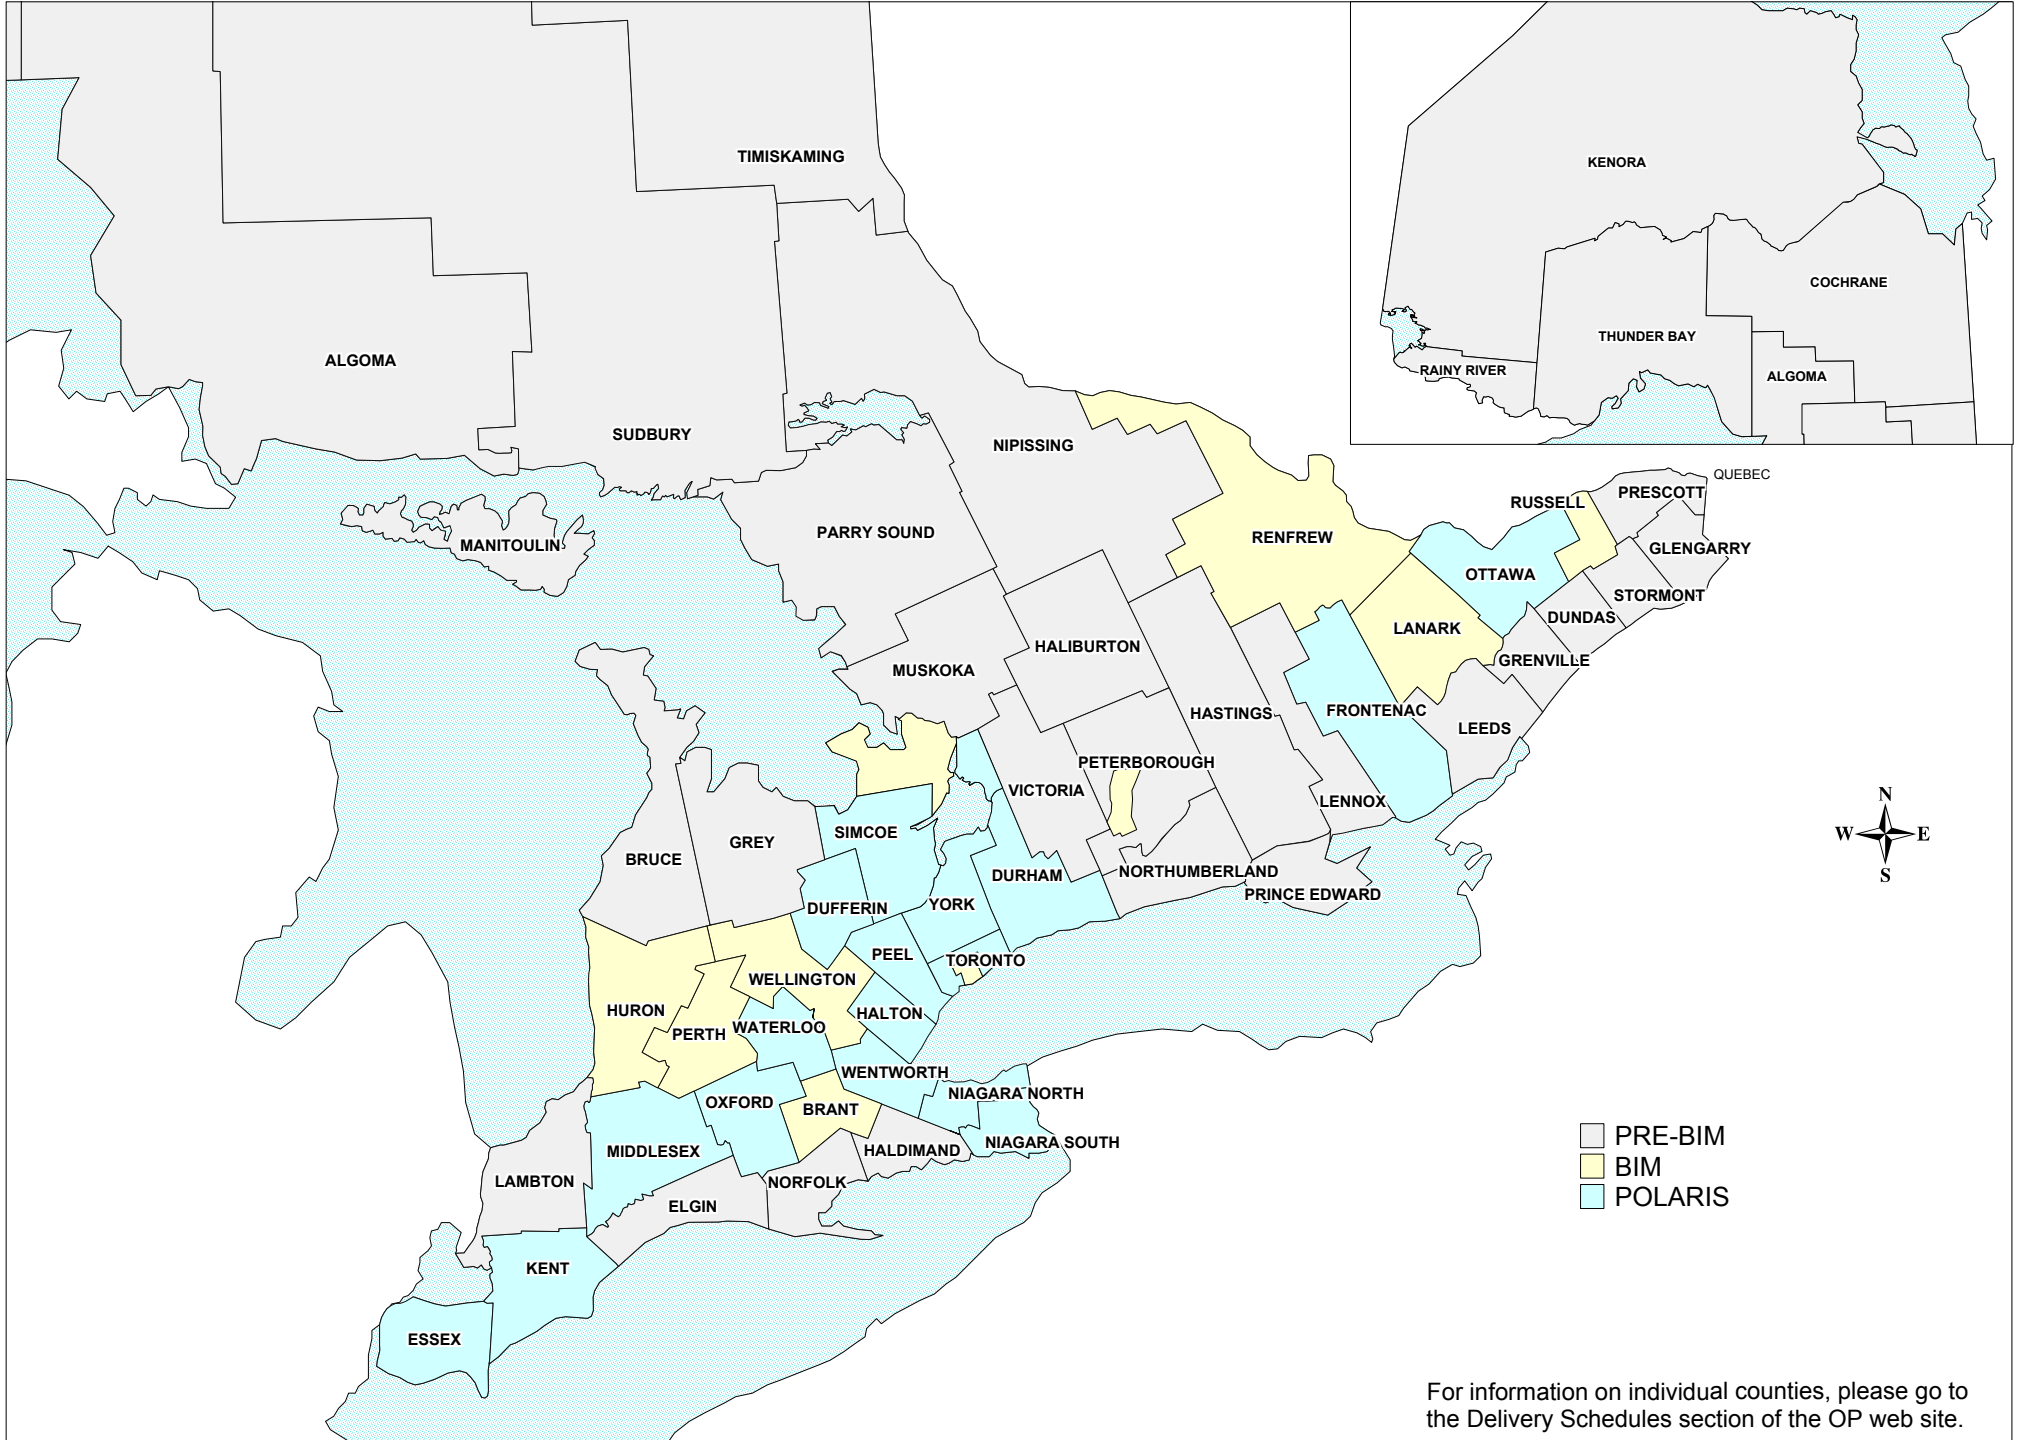 TIMISKAMING
KENORA
COCHRANE
THUNDER BAY
RAINY RIVER
ALGOMA
ALGOMA
SUDBURY
NIPISSING
QUEBEC
PRESCOTT
RUSSELL
PARRY SOUND
RENFREW
MANITOULIN
GLENGARRY
OTTAWA
STORMONT
DUNDAS
LANARK
HALIBURTON
GRENVILLE
MUSKOKA
FRONTENAC
HASTINGS
LEEDS
PETERBOROUGH
VICTORIA
LENNOX
N
W E
S
SIMCOE
GREY
BRUCE
NORTHUMBERLAND
DURHAM
PRINCE EDWARD
YORK
DUFFERIN
PEEL
TORONTO
WELLINGTON
HURON
HALTON
WATERLOO
PERTH
WENTWORTH
NIAGARA NORTH
OXFORD
BRANT
NIAGARA SOUTH
HALDIMAND
MIDDLESEX
LAMBTON
NORFOLK
ELGIN
KENT
ESSEX
PRE-BIM
BIM
POLARIS
For information on individual counties, please go to
the Delivery Schedules section of the OP web site.